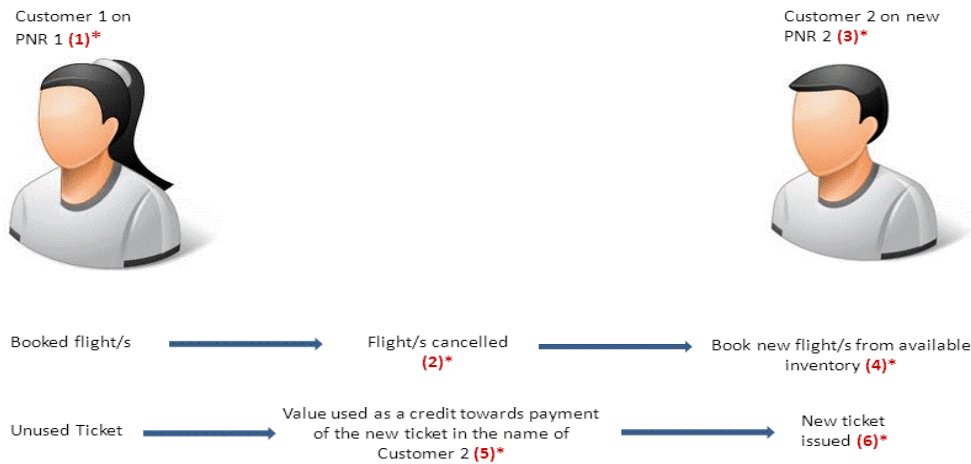 Customer 1 on
PNR 1 (1)*
Customer 2 on new
PNR 2 (3)*
Booked flight/s
Flight/s cancelled
(2)*
Book new flight/s from available
inventory (4)*
Unused Ticket
Value used as a credit towards payment
of the new ticket in the name of
Customer 2 (5)*
New ticket
issued (6)*